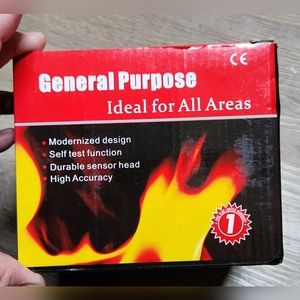 CE
General Purpose
Ideal for All Areas
• Modernized design
• Self test function
• Durable sensor head
• High Accuracy
1